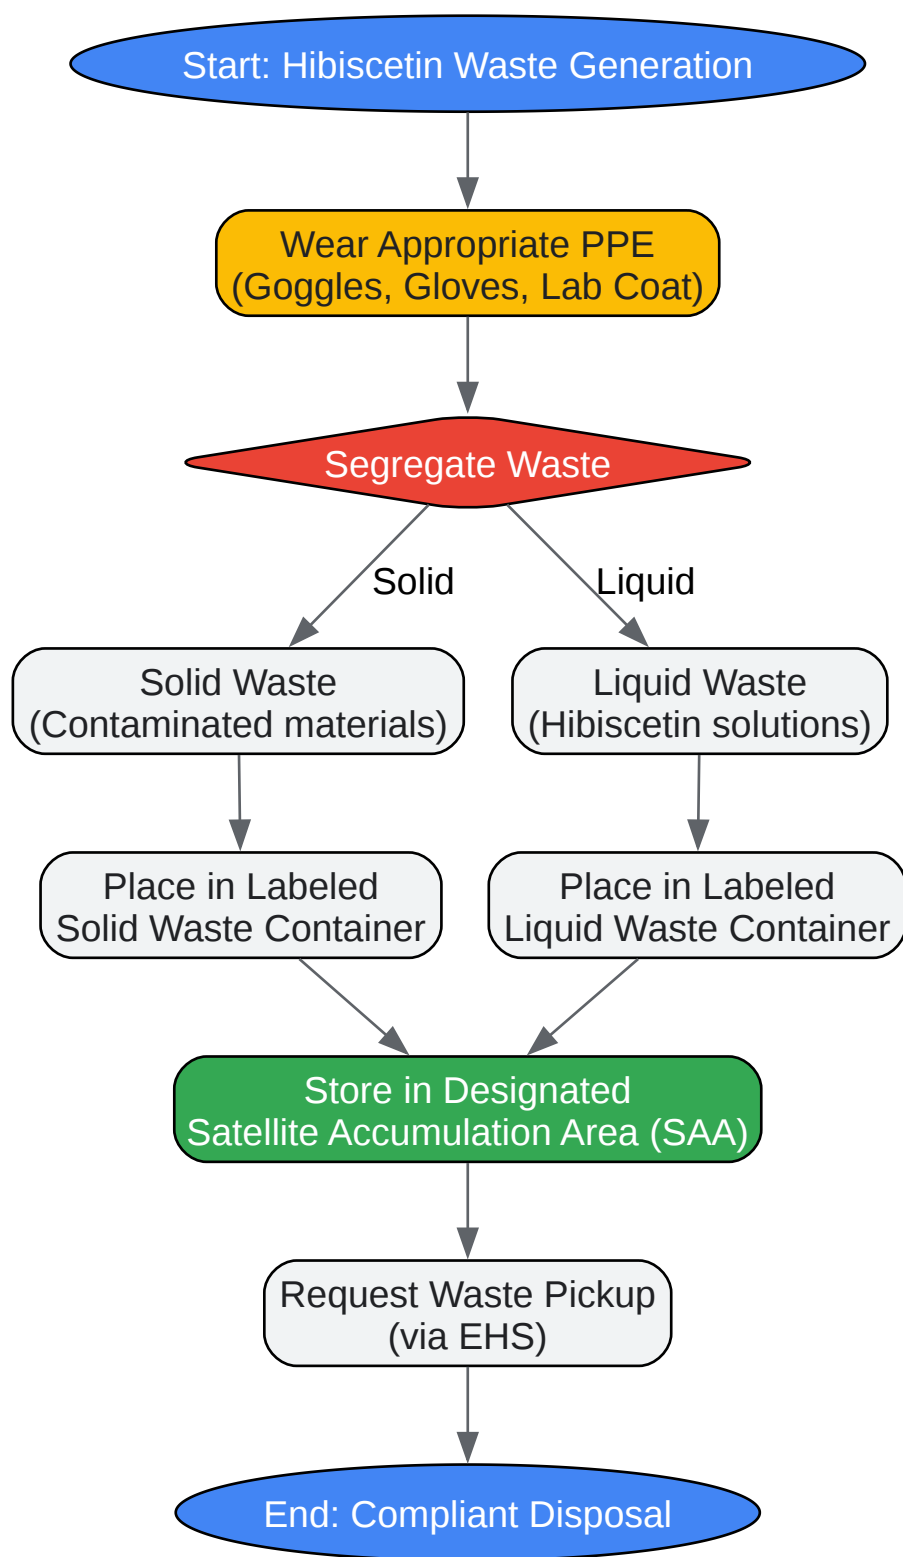 Start: Hibiscetin Waste Generation
Wear Appropriate PPE
(Goggles, Gloves, Lab Coat)
Segregate Waste
Solid
Liquid
Solid Waste
(Contaminated materials)
Liquid Waste
(Hibiscetin solutions)
Place in Labeled
Solid Waste Container
Place in Labeled
Liquid Waste Container
Store in Designated
Satellite Accumulation Area (SAA)
Request Waste Pickup
(via EHS)
End: Compliant Disposal